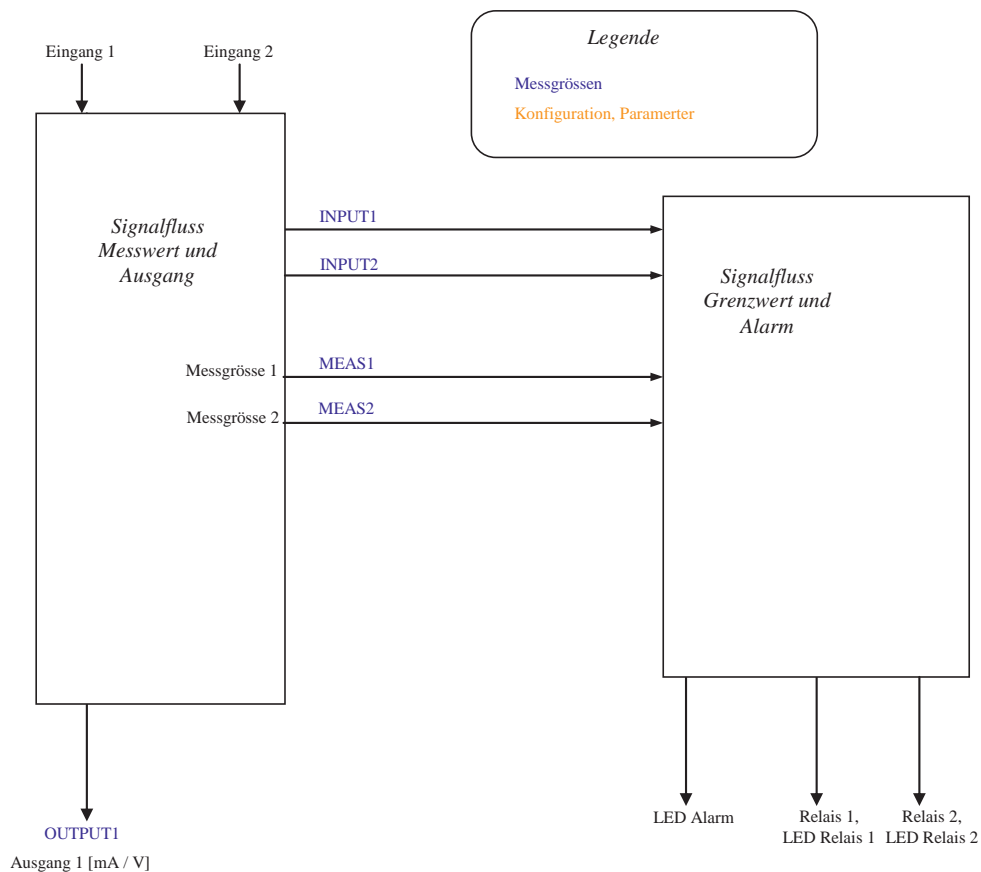 Eingang 1
Eingang 2
Legende
Messgrössen
Konfiguration, Paramerter
Signalfluss
Messwert und
Ausgang
INPUT1
INPUT2
Signalfluss
Grenzwert und
Alarm
Messgrösse 1
MEAS1
Messgrösse 2
MEAS2
OUTPUT1
Ausgang 1 [mA / V]
LED Alarm
Relais 1,
LED Relais 1
Relais 2,
LED Relais 2